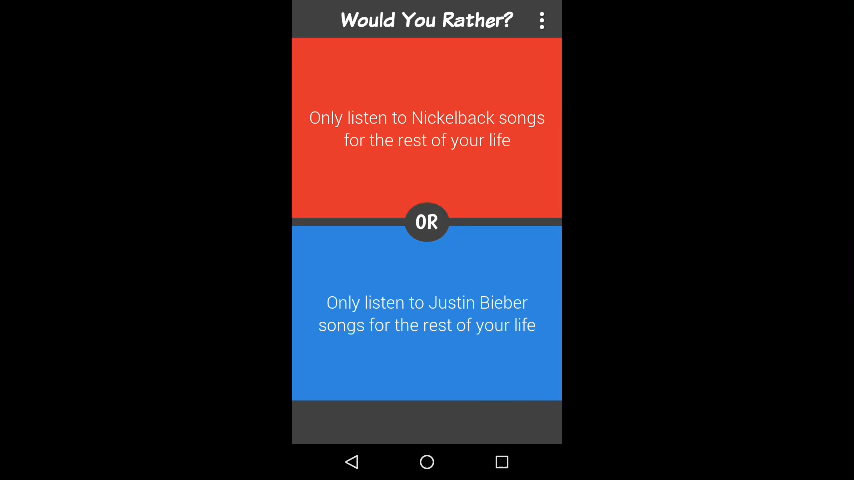 Would You Rather?
Only listen to Nickelback songs
for the rest of your life
OR
Only listen to Justin Bieber
songs for the rest of your life